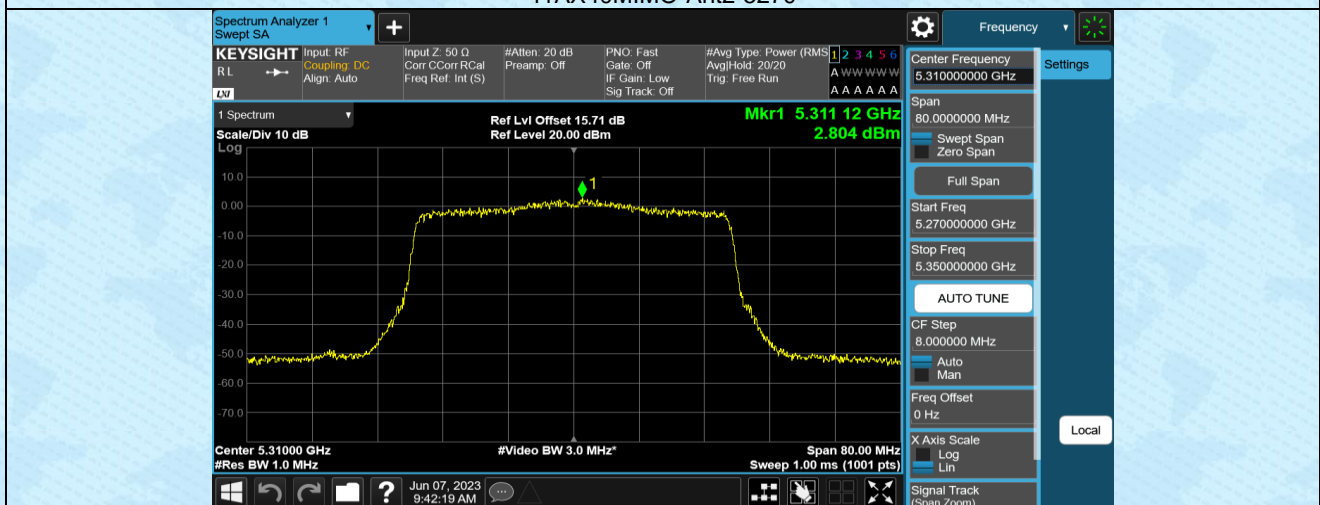 Spectrum Analyzer 1
Swept SA
Frequency
KEYSIGHT
R L
LXI
Input: RF
Coupling: DC
Align: Auto
Input Z: 50 Ω
Corr CCorr RCal
Freq Ref: Int (S)
#Atten: 20 dB
Preamp: Off
PNO: Fast
Gate: Off
IF Gain: Low
Sig Track: Off
#Avg Type: Power (RMS
Avg|Hold: 20/20
Trig: Free Run
1 2 3 4 5 6
A W W W W W
A A A A A A
Center Frequency
5.310000000 GHz
Settings
1 Spectrum
Scale/Div 10 dB
Log
Ref Lvl Offset 15.71 dB
Ref Level 20.00 dBm
Mkr1 5.311 12 GHz
2.804 dBm
Span
80.0000000 MHz
Swept Span
Zero Span
Full Span
Start Freq
5.270000000 GHz
Stop Freq
5.350000000 GHz
AUTO TUNE
CF Step
8.000000 MHz
Auto
Man
Freq Offset
0 Hz
X Axis Scale
Log
Lin
Signal Track
(Span Zoom)
Local
10.0
0.00
-10.0
-20.0
-30.0
-40.0
-50.0
-60.0
-70.0
1
Center 5.31000 GHz
#Res BW 1.0 MHz
#Video BW 3.0 MHz*
Span 80.00 MHz
Sweep 1.00 ms (1001 pts)
?
Jun 07, 2023
9:42:19 AM